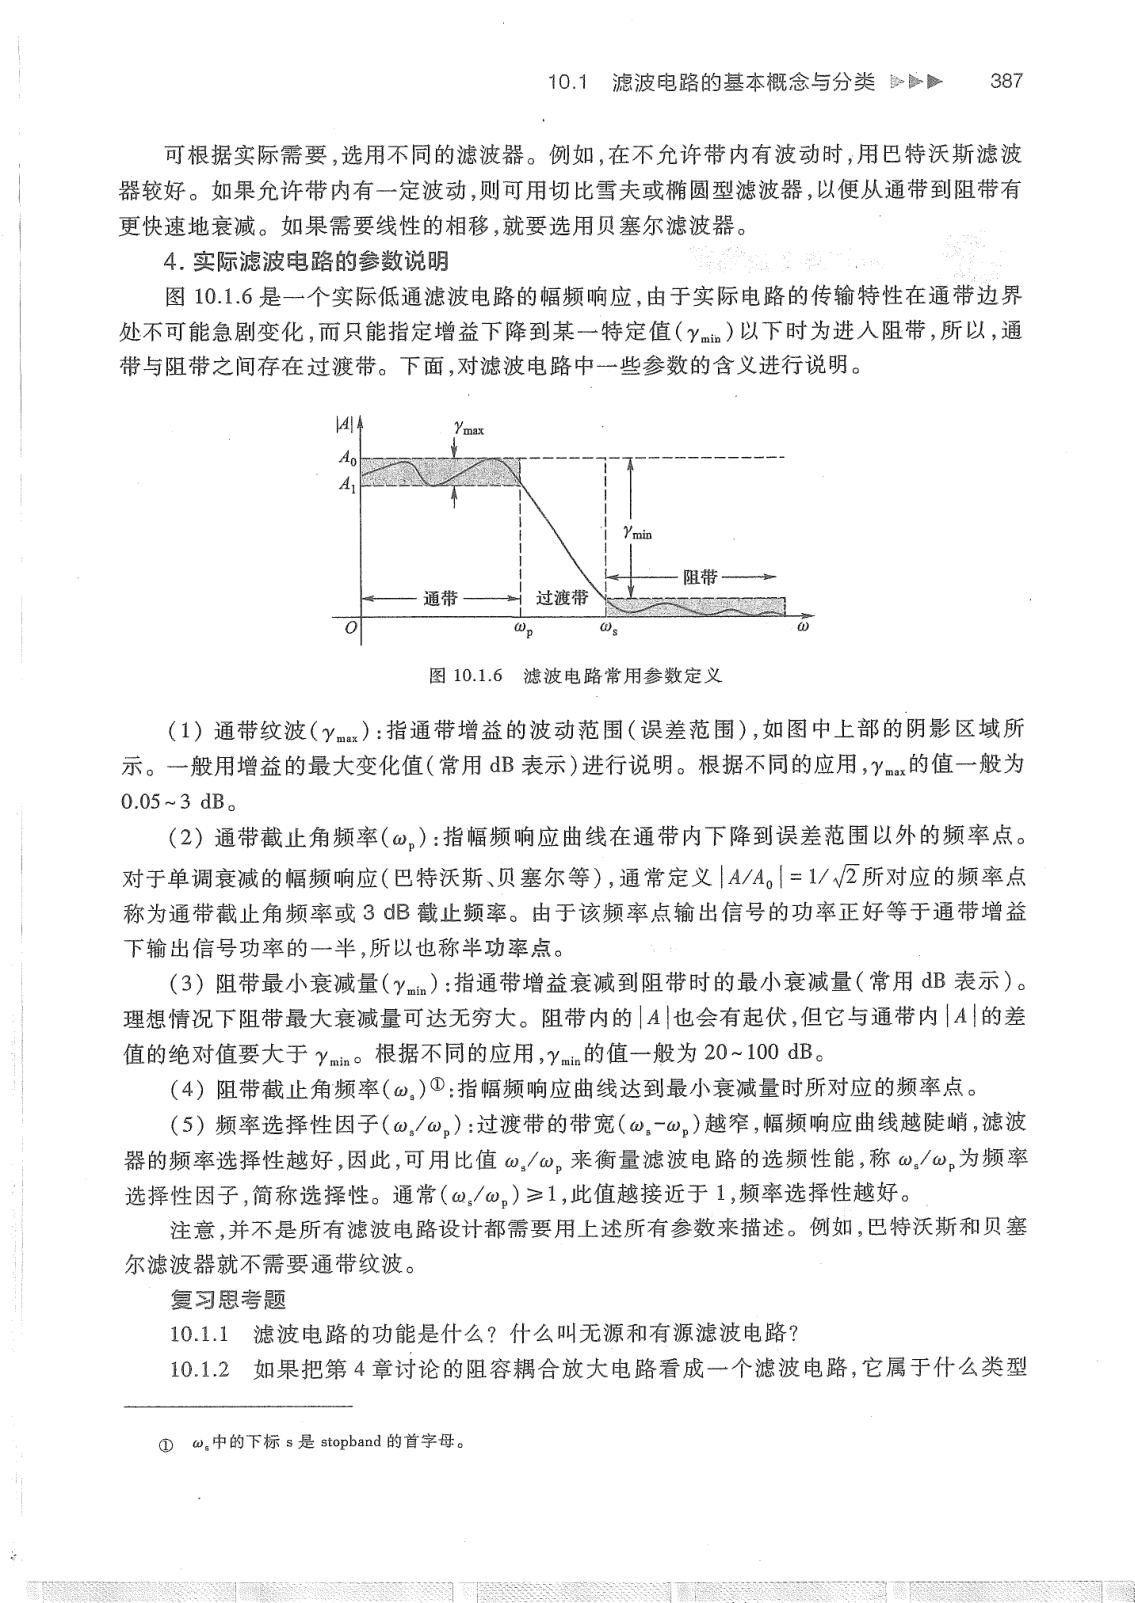 10.1 滤波电路的基本概念与分类 387
可根据实际需要,选用不同的滤波器。例如,在不允许带内有波动时,用巴特沃斯滤波
器较好。如果允许带内有一定波动,则可用切比雪夫或椭圆型滤波器,以便从通带到阻带有
更快速地衰减。如果需要线性的相移,就要选用贝塞尔滤波器。
4. 实际滤波电路的参数说明
图 10.1.6 是一个实际低通滤波电路的幅频响应,由于实际电路的传输特性在通带边界
处不可能急剧变化,而只能指定增益下降到某一特定值(γmin)以下时为进入阻带,所以,通
带与阻带之间存在过渡带。下面,对滤波电路中一些参数的含义进行说明。
|A|
γmax
A0
A1
γmin
阻带
通带
过渡带
O
ωp
ωs
ω
图 10.1.6 滤波电路常用参数定义
(1) 通带纹波(γmax):指通带增益的波动范围(误差范围),如图中上部的阴影区域所
示。一般用增益的最大变化值(常用 dB 表示)进行说明。根据不同的应用,γmax的值一般为
0.05~3 dB。
(2) 通带截止角频率(ωp):指幅频响应曲线在通带内下降到误差范围以外的频率点。
对于单调衰减的幅频响应(巴特沃斯、贝塞尔等),通常定义|A/A0|=1/√2所对应的频率点
称为通带截止角频率或 3 dB 截止频率。由于该频率点输出信号的功率正好等于通带增益
下输出信号功率的一半,所以也称半功率点。
(3) 阻带最小衰减量(γmin):指通带增益衰减到阻带时的最小衰减量(常用 dB 表示)。
理想情况下阻带最大衰减量可达无穷大。阻带内的|A|也会有起伏,但它与通带内|A|的差
值的绝对值要大于 γmin。根据不同的应用,γmin的值一般为 20~100 dB。
(4) 阻带截止角频率(ωs)①:指幅频响应曲线达到最小衰减量时所对应的频率点。
(5) 频率选择性因子(ωs/ωp):过渡带的带宽(ωs-ωp)越窄,幅频响应曲线越陡峭,滤波
器的频率选择性越好,因此,可用比值 ωs/ωp 来衡量滤波电路的选频性能,称 ωs/ωp为频率
选择性因子,简称选择性。通常(ωs/ωp)≥1,此值越接近于 1,频率选择性越好。
注意,并不是所有滤波电路设计都需要用上述所有参数来描述。例如,巴特沃斯和贝塞
尔滤波器就不需要通带纹波。
复习思考题
10.1.1 滤波电路的功能是什么? 什么叫无源和有源滤波电路?
10.1.2 如果把第 4 章讨论的阻容耦合放大电路看成一个滤波电路,它属于什么类型
① ωs中的下标 s 是 stopband 的首字母。